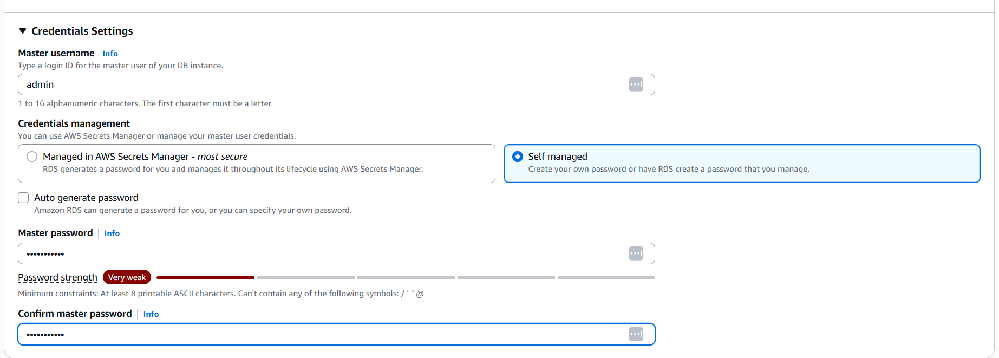 Credentials Settings
Master username Info
Type a login ID for the master user of your DB instance.
admin
1 to 16 alphanumeric characters. The first character must be a letter.
Credentials management
You can use AWS Secrets Manager or manage your master user credentials.
Managed in AWS Secrets Manager - most secure
RDS generates a password for you and manages it throughout its lifecycle using AWS Secrets Manager.
Self managed
Create your own password or have RDS create a password that you manage.
Auto generate password
Amazon RDS can generate a password for you, or you can specify your own password.
Master password Info
•••••••••••
Password strength Very weak
Minimum constraints: At least 8 printable ASCII characters. Can't contain any of the following symbols: / ' " @
Confirm master password Info
•••••••••••